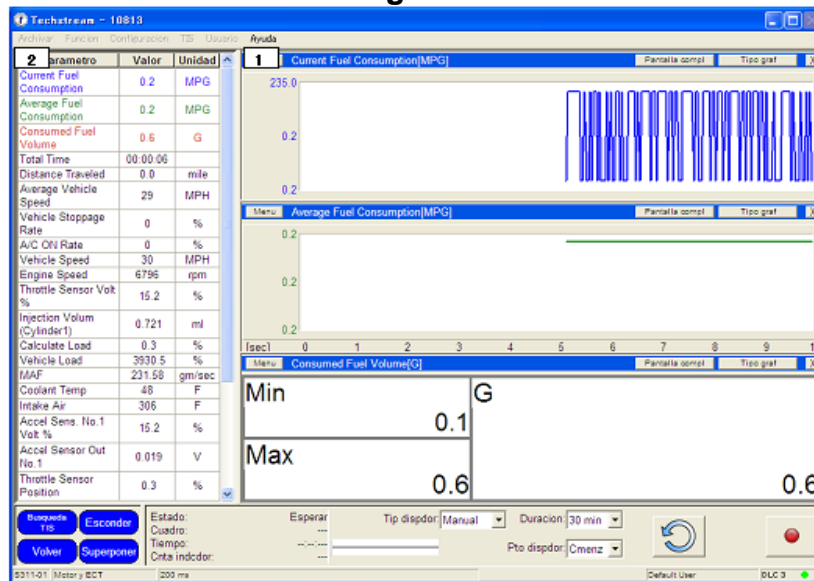 Techstream - 10813
Archivar Funcion Configuracion TIS Usuario Ayuda
2 arametro Valor Unidad
Current Fuel Consumption 0.2 MPG
Average Fuel Consumption 0.2 MPG
Consumed Fuel Volume 0.6 G
Total Time 00:00:06
Distance Traveled 0.0 mile
Average Vehicle Speed 29 MPH
Vehicle Stoppage Rate 0 %
A/C ON Rate 0 %
Vehicle Speed 30 MPH
Engine Speed 6796 rpm
Throttle Sensor Volt % 15.2 %
Injection Volum (Cylinder1) 0.721 ml
Calculate Load 0.3 %
Vehicle Load 3930.5 %
MAF 231.58 gm/sec
Coolant Temp 48 F
Intake Air 306 F
Accel Sens. No.1 Volt % 15.2 %
Accel Sensor Out No.1 0.019 V
Throttle Sensor Position 0.3 %
1 Current Fuel Consumption[MPG] Pantalla compl Tipo graf X
235.0
0.2
0.2
Menu Average Fuel Consumption[MPG] Pantalla compl Tipo graf X
0.2
0.2
0.2
[sec] 0 1 2 3 4 5 6 7 8 9 1
Menu Consumed Fuel Volume[G] Pantalla compl Tipo graf X
Min
0.1
Max
0.6
G
0.6
Busqueda TIS Esconder
Volver Superponer
Estado: Esperar
Cuadro: ---
Tiempo: --:--:--
Cnta indcdor: ---
Tip dispdor: Manual
Duracion: 30 min
Pto dispdor: Cmenz
S311-01 Motor y ECT 200 ms Default User DLC 3